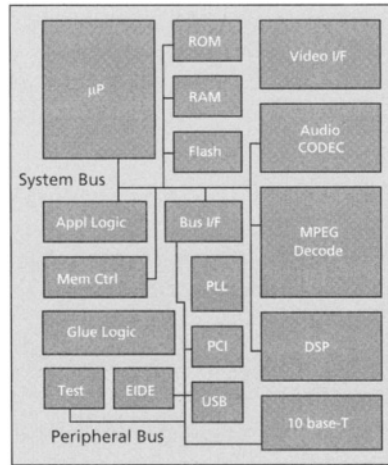 μP
ROM
RAM
Flash
Video I/F
Audio
CODEC
System Bus
Appl Logic
Bus I/F
MPEG
Decode
Mem Ctrl
PLL
Glue Logic
PCI
DSP
Test
EIDE
USB
Peripheral Bus
10 base-T